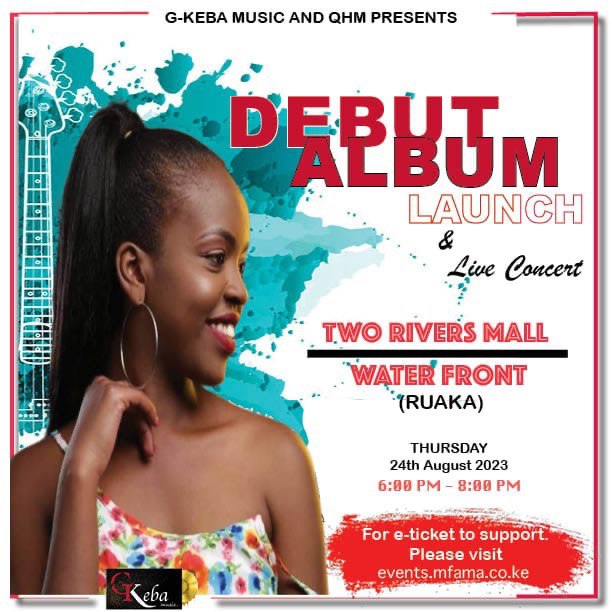 G-KEBA MUSIC AND QHM PRESENTS
DEBUT
ALBUM
LAUNCH
&
Live Concert
TWO RIVERS MALL
WATER FRONT
(RUAKA)
THURSDAY
24th August 2023
6:00 PM - 8:00 PM
For e-ticket to support.
Please visit
events.mfama.co.ke
GKeba